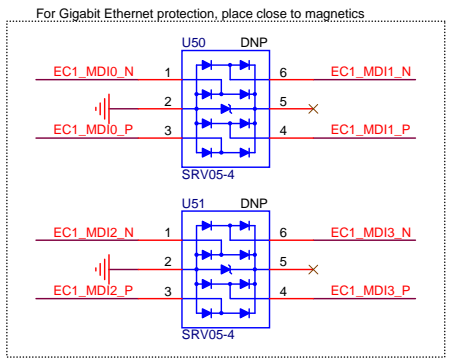 For Gigabit Ethernet protection, place close to magnetics
U50 DNP
EC1_MDI0_N 1 6 EC1_MDI1_N
2 5
EC1_MDI0_P 3 4 EC1_MDI1_P
SRV05-4
U51 DNP
EC1_MDI2_N 1 6 EC1_MDI3_N
2 5
EC1_MDI2_P 3 4 EC1_MDI3_P
SRV05-4